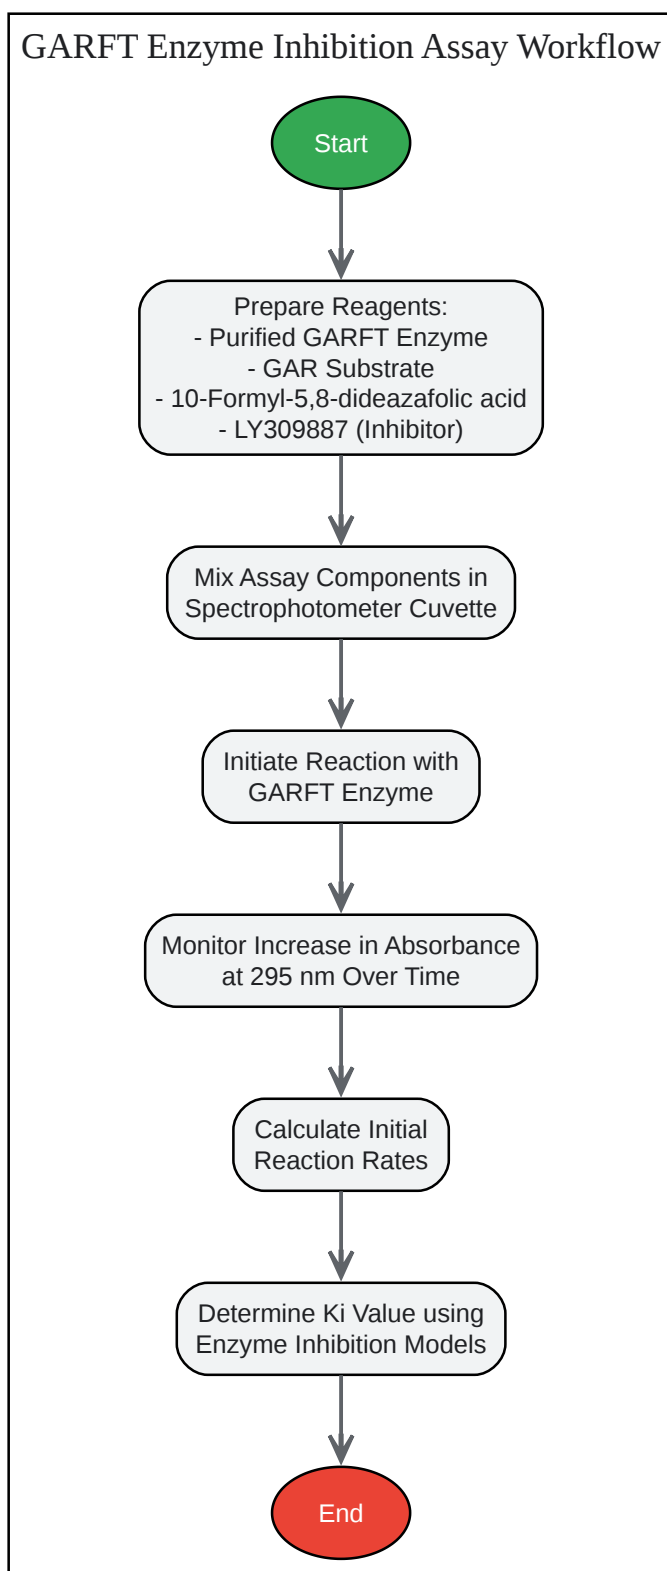 GARFT Enzyme Inhibition Assay Workflow
Start
Prepare Reagents:
- Purified GARFT Enzyme
- GAR Substrate
- 10-Formyl-5,8-dideazafolic acid
- LY309887 (Inhibitor)
Mix Assay Components in
Spectrophotometer Cuvette
Initiate Reaction with
GARFT Enzyme
Monitor Increase in Absorbance
at 295 nm Over Time
Calculate Initial
Reaction Rates
Determine Ki Value using
Enzyme Inhibition Models
End